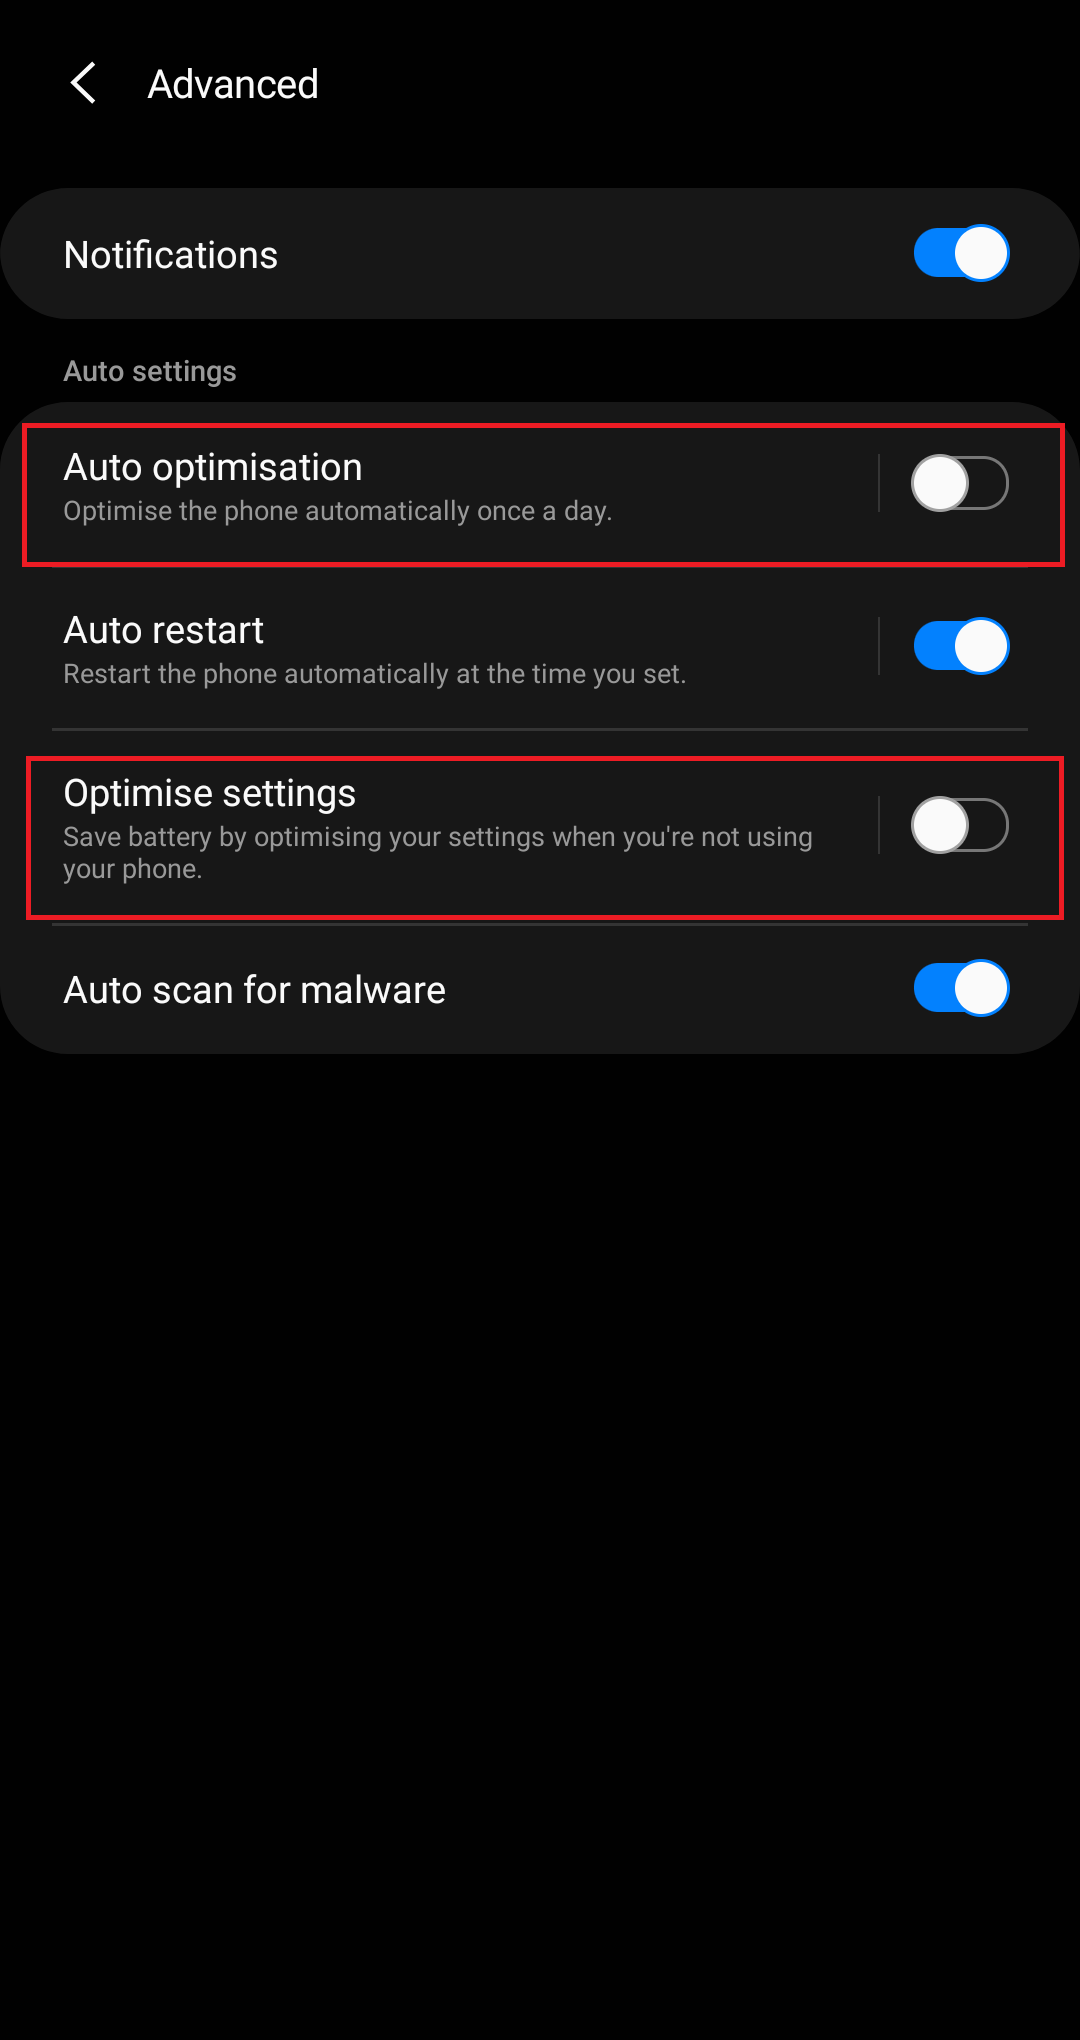 Advanced
Notifications
Auto settings
Auto optimisation
Optimise the phone automatically once a day.
Auto restart
Restart the phone automatically at the time you set.
Optimise settings
Save battery by optimising your settings when you're not using
your phone.
Auto scan for malware